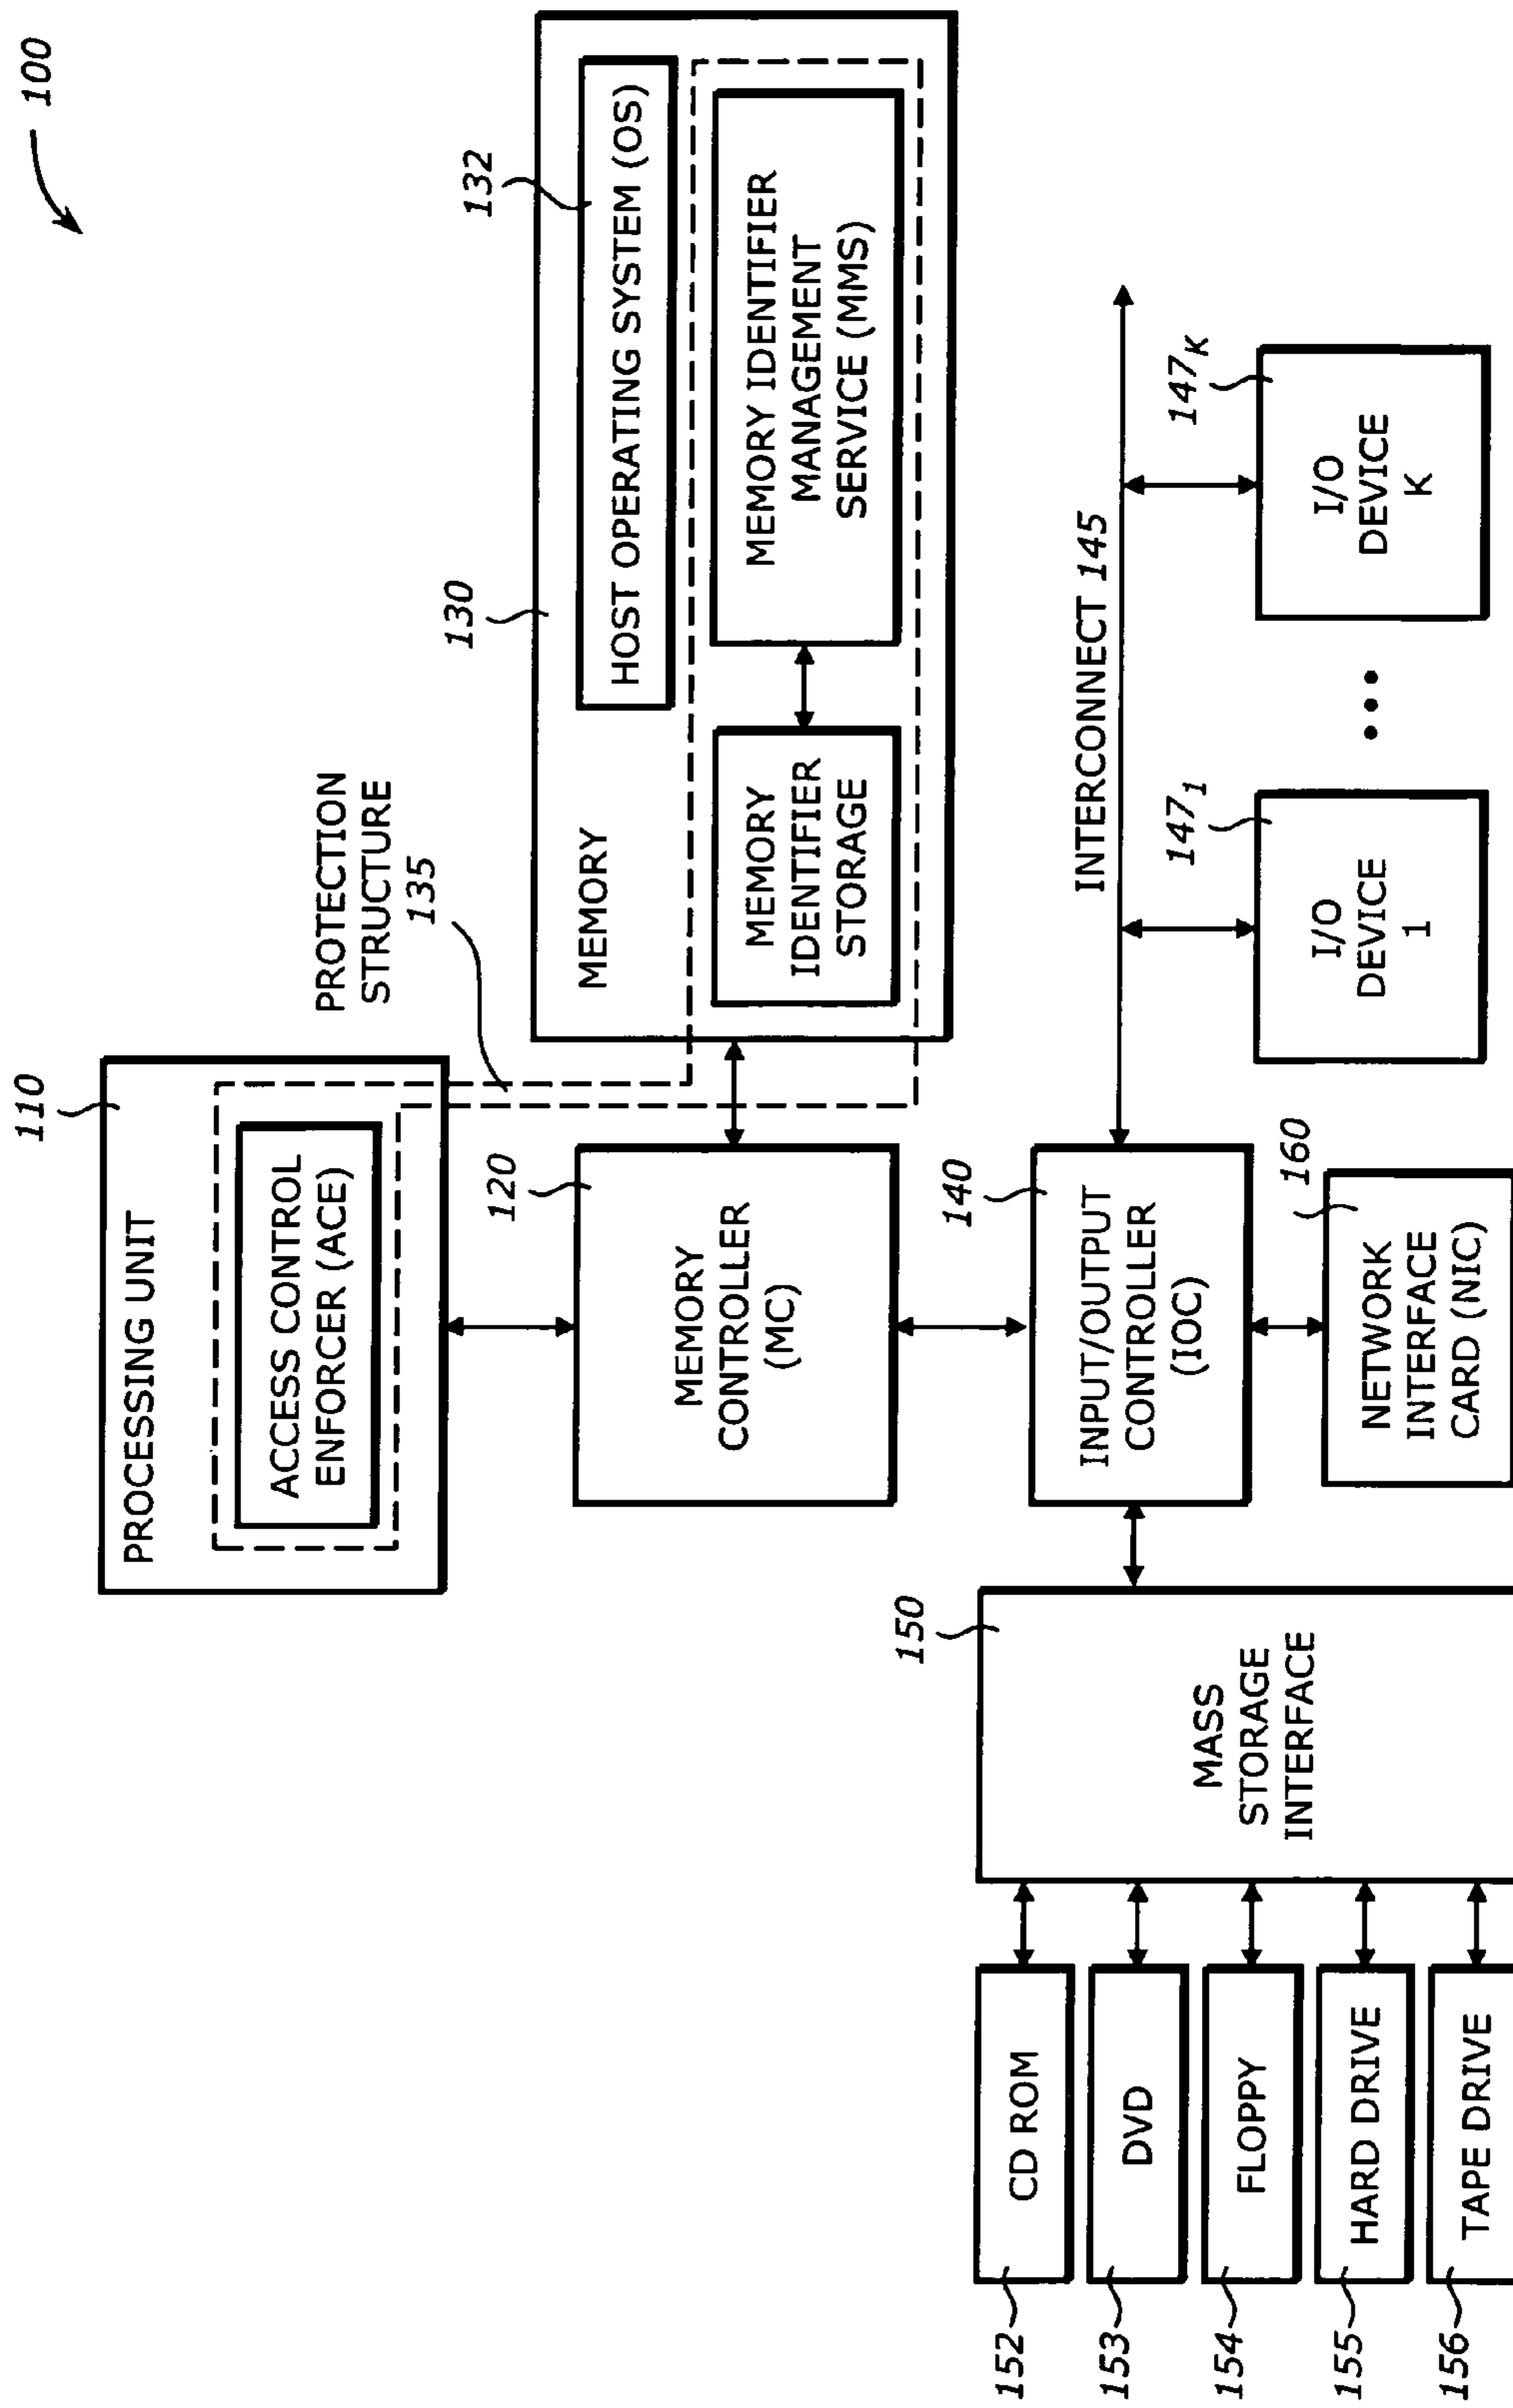 100
110
PROCESSING UNIT
ACCESS CONTROL
ENFORCER (ACE)
PROTECTION
STRUCTURE
135
130
132
MEMORY
HOST OPERATING SYSTEM (OS)
MEMORY
IDENTIFIER
STORAGE
MEMORY IDENTIFIER
MANAGEMENT
SERVICE (MMS)
120
MEMORY
CONTROLLER
(MC)
140
INPUT/OUTPUT
CONTROLLER
(IOC)
INTERCONNECT 145
147₁
I/O
DEVICE
1
147K
I/O
DEVICE
K
160
NETWORK
INTERFACE
CARD (NIC)
150
MASS
STORAGE
INTERFACE
152
CD ROM
153
DVD
154
FLOPPY
155
HARD DRIVE
156
TAPE DRIVE